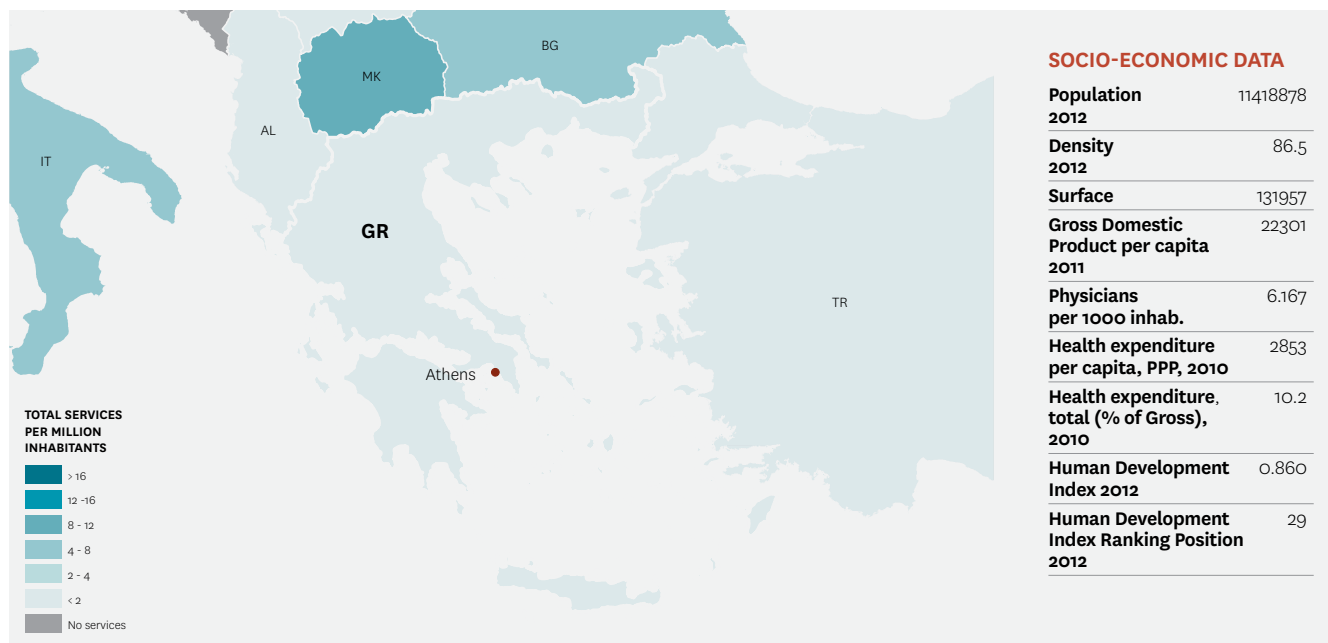 BG
MK
AL
IT
GR
TR
Athens
TOTAL SERVICES
PER MILLION
INHABITANTS
> 16
12 -16
8 - 12
4 - 8
2 - 4
< 2
No services
SOCIO-ECONOMIC DATA
Population 11418878
2012
Density 86.5
2012
Surface 131957
Gross Domestic 22301
Product per capita
2011
Physicians 6.167
per 1000 inhab.
Health expenditure 2853
per capita, PPP, 2010
Health expenditure, 10.2
total (% of Gross),
2010
Human Development 0.860
Index 2012
Human Development 29
Index Ranking Position
2012